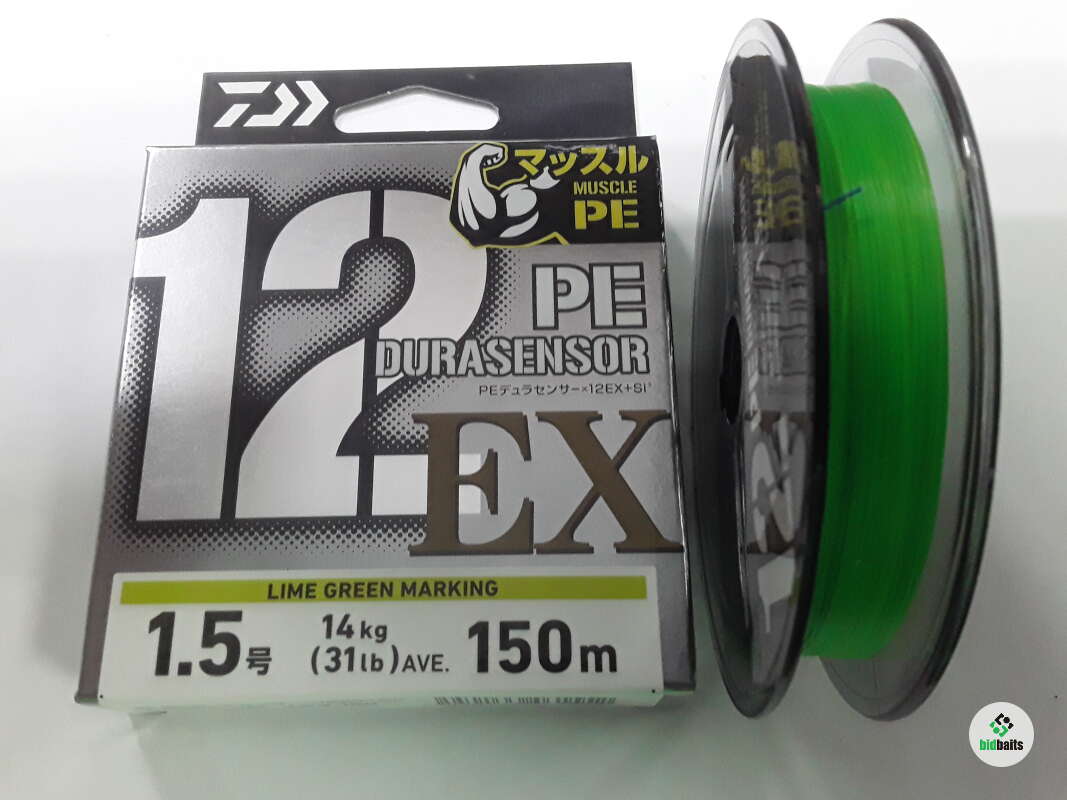 マッスル
MUSCLE
PE
12
PE
DURASENSOR
PEデュラセンサー×12EX+Si³
EX
LIME GREEN MARKING
1.5号
14kg
(31lb)AVE.
150m
bidbaits